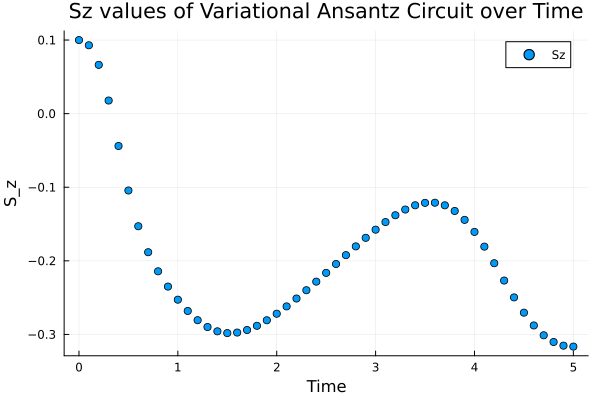 Sz values of Variational Ansantz Circuit over Time
Sz
0.1
0.0
−0.1
−0.2
−0.3
S_z
0 1 2 3 4 5
Time